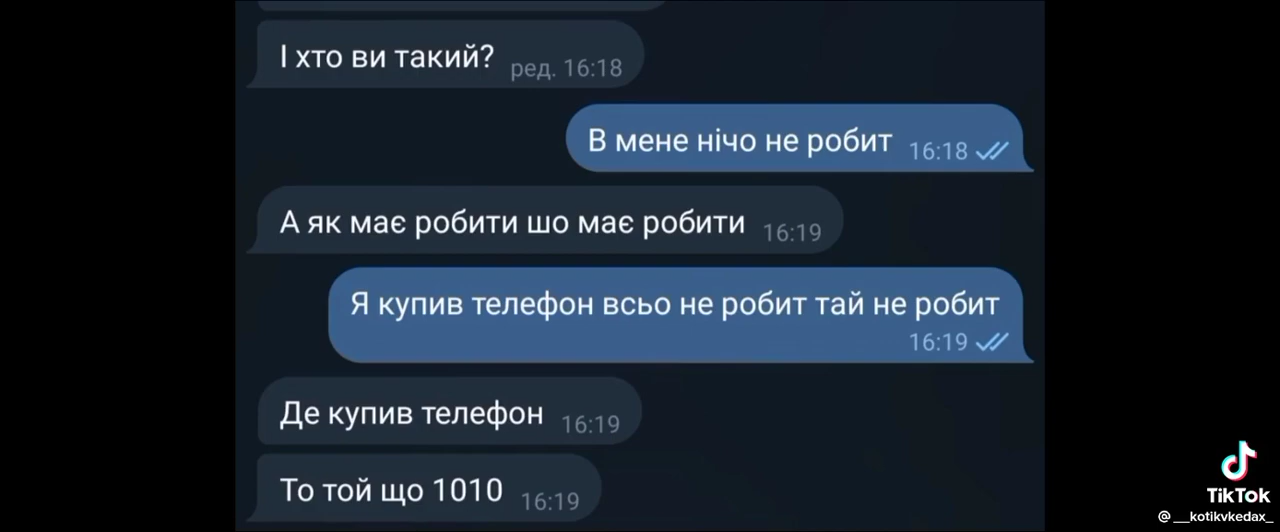 І хто ви такий?
ред. 16:18
В мене нічо не робит
16:18
А як має робити шо має робити
16:19
Я купив телефон всьо не робит тай не робит
16:19
Де купив телефон
16:19
То той що 1010
16:19
TikTok
@__kotikvkedax_